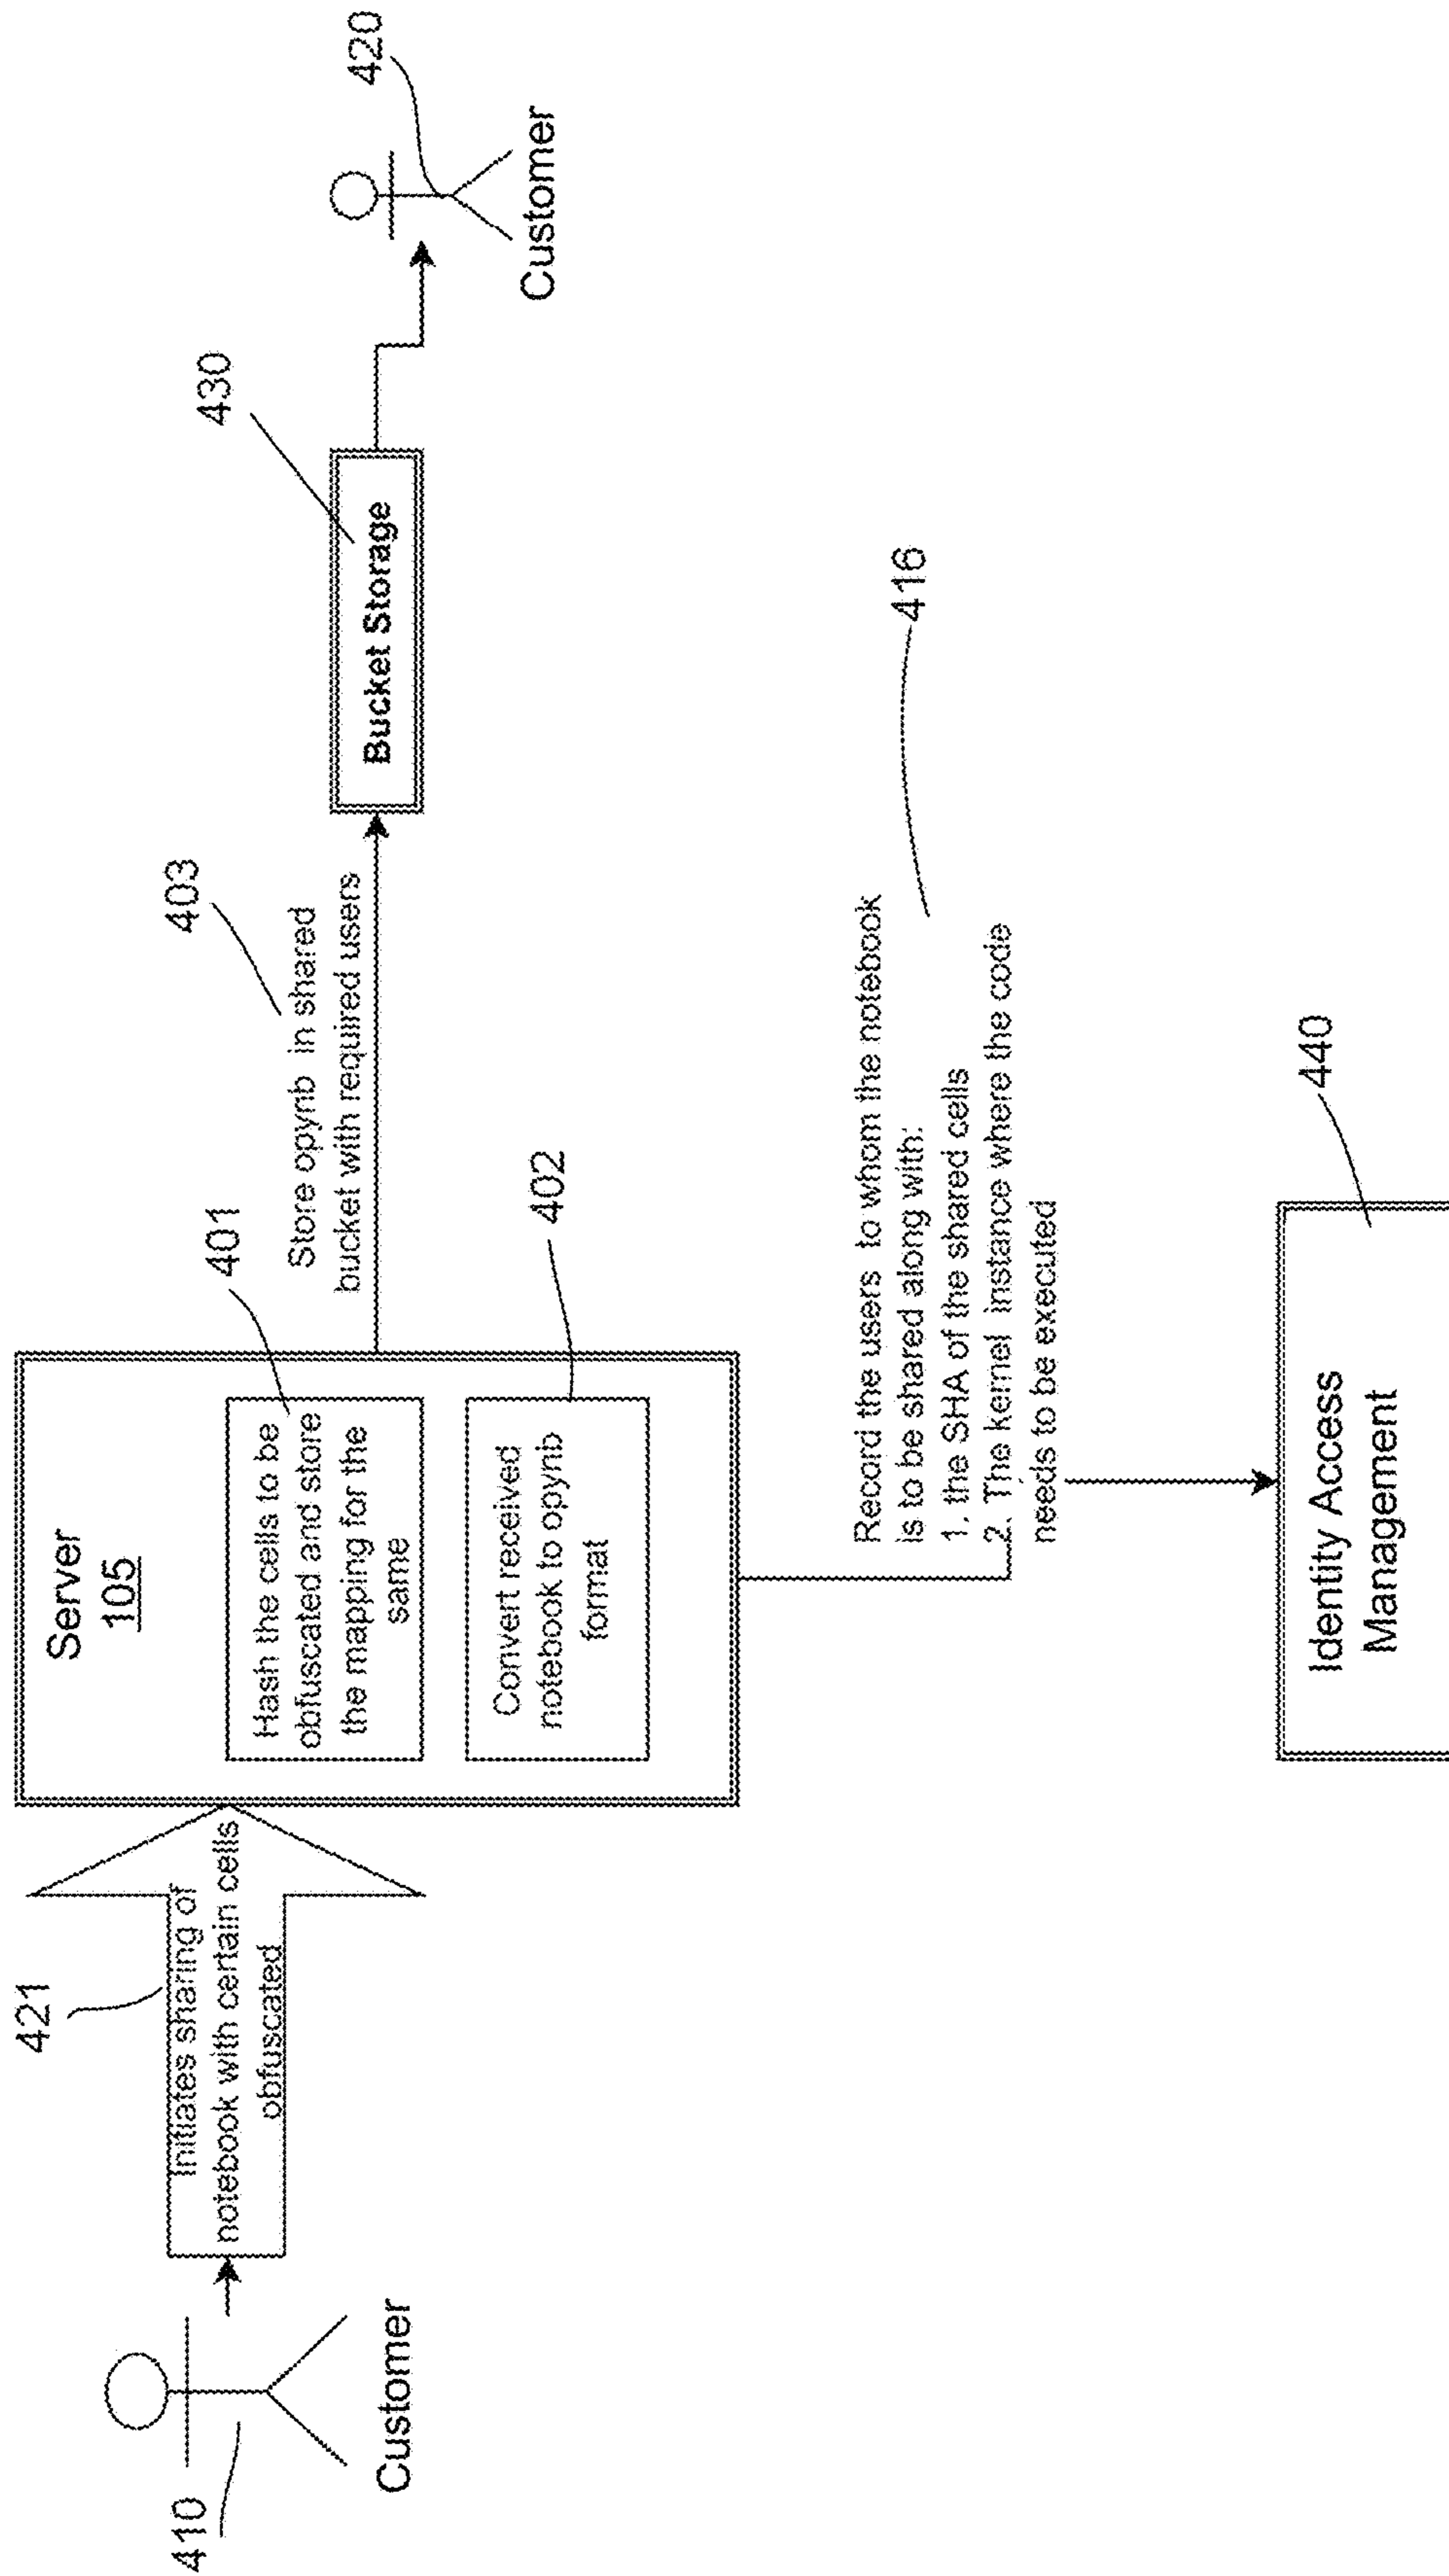 410
Customer
421
Initiates sharing of
notebook with certain cells
obfuscated
Server
105
Hash the cells to be
obfuscated and store
the mapping for the
same
401
Convert received
notebook to opynb
format
402
Store opynb in shared
bucket with required users
403
Bucket Storage
430
420
Customer
Record the users to whom the notebook
is to be shared along with:
1. the SHA of the shared cells
2. The kernel instance where the code
needs to be executed
416
Identity Access
Management
440